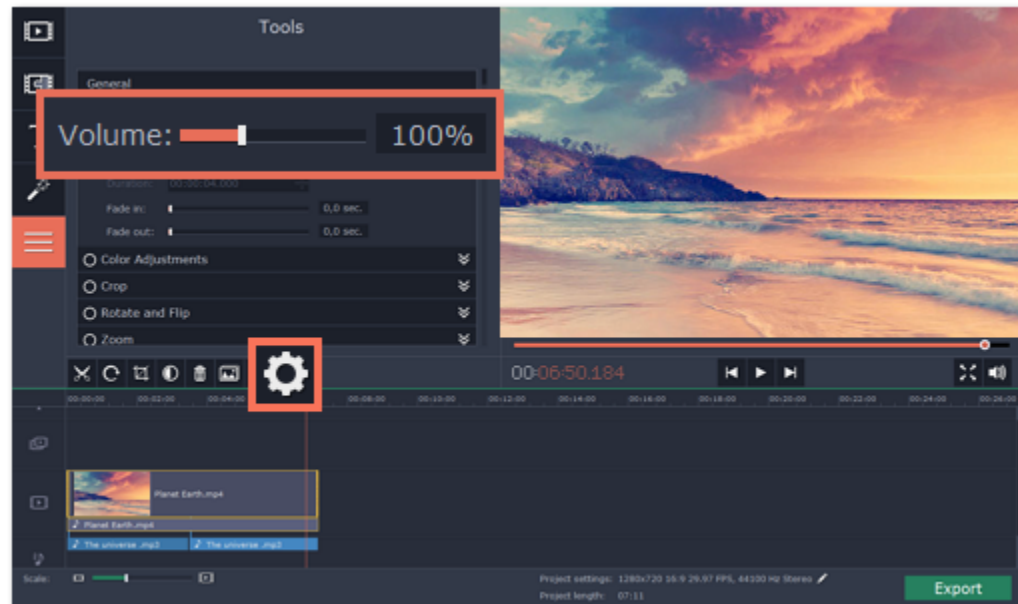 Tools
General
Volume: 100%
Duration: 00:00:04.000
Fade in: 0,0 sec.
Fade out: 0,0 sec.
Color Adjustments
Crop
Rotate and Flip
Zoom
00:06:50.184
00:00:00 00:02:00 00:04:00 00:08:00 00:10:00 00:12:00 00:14:00 00:16:00 00:18:00 00:20:00 00:22:00 00:24:00 00:26:00
Planet Earth.mp4
Planet Earth.mp4
The universe .mp3 The universe .mp3
Scale:
Project settings: 1280x720 16:9 29.97 FPS, 44100 Hz Stereo
Project length: 07:11
Export